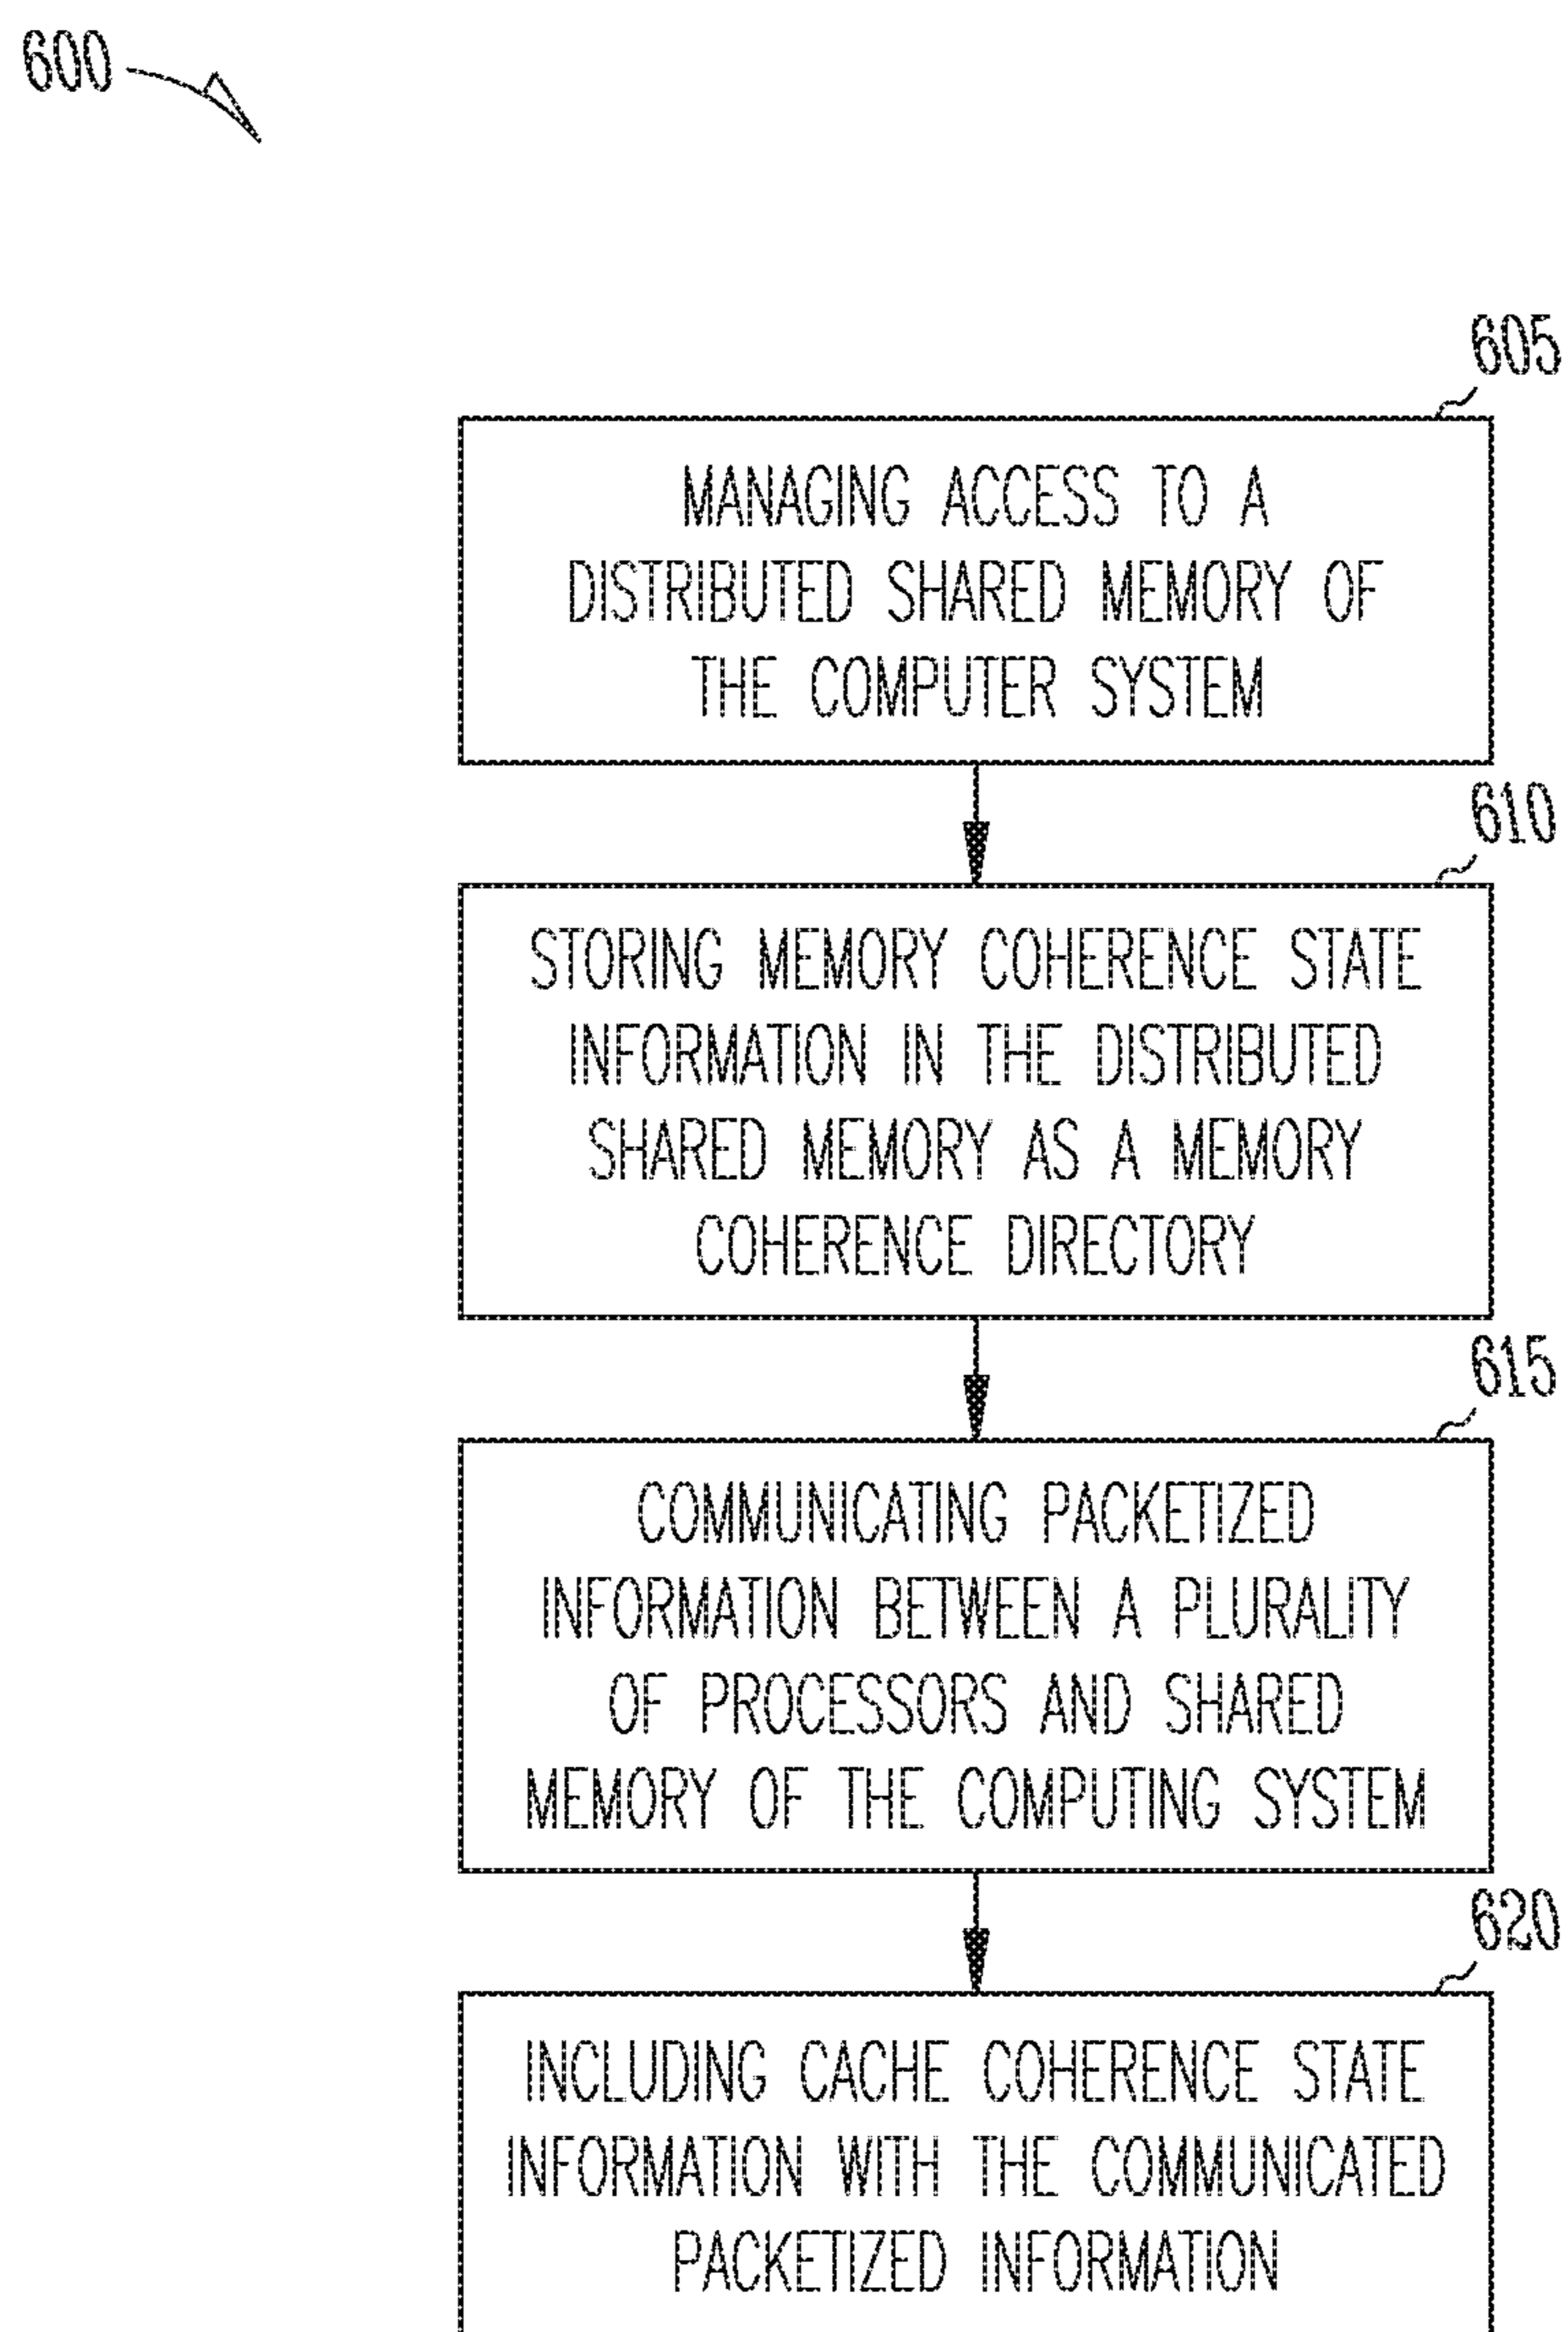 600
605
MANAGING ACCESS TO A
DISTRIBUTED SHARED MEMORY OF
THE COMPUTER SYSTEM
610
STORING MEMORY COHERENCE STATE
INFORMATION IN THE DISTRIBUTED
SHARED MEMORY AS A MEMORY
COHERENCE DIRECTORY
615
COMMUNICATING PACKETIZED
INFORMATION BETWEEN A PLURALITY
OF PROCESSORS AND SHARED
MEMORY OF THE COMPUTING SYSTEM
620
INCLUDING CACHE COHERENCE STATE
INFORMATION WITH THE COMMUNICATED
PACKETIZED INFORMATION